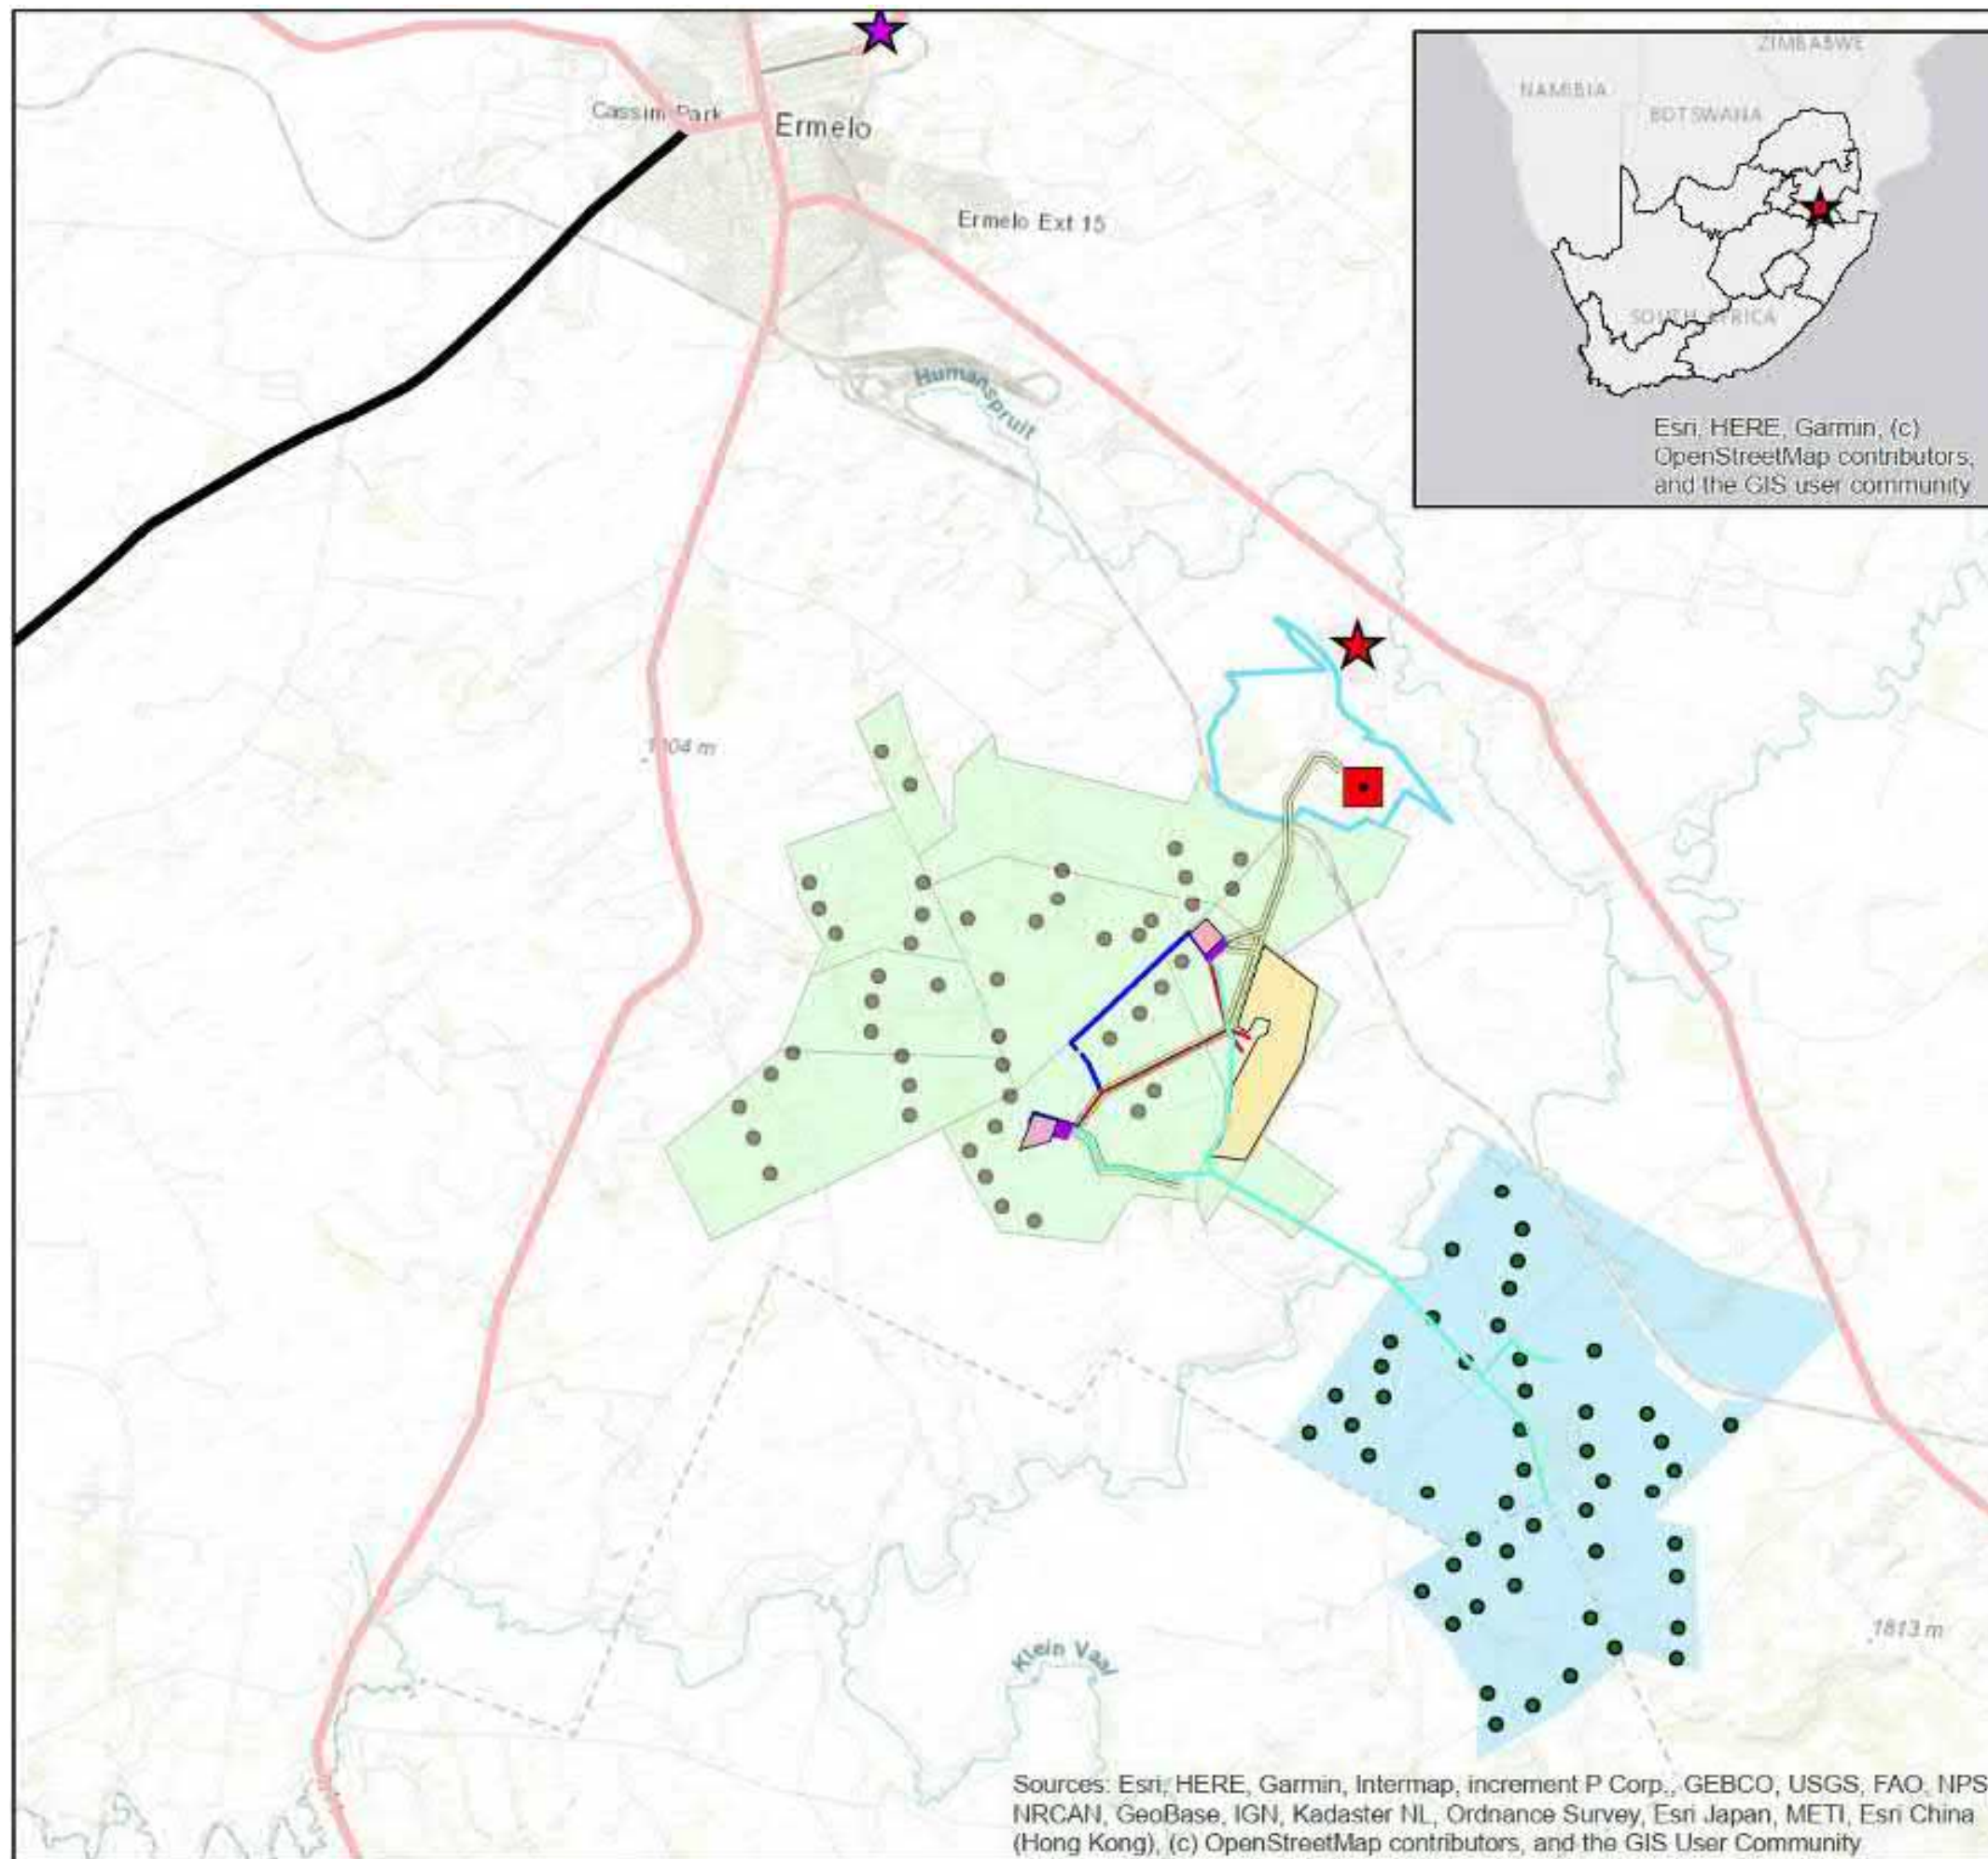 Cassim Park
Ermelo
Ermelo Ext 15
Humanspruit
ZIMBABWE
NAMIBIA
BOTSWANA
SOUTH AFRICA
Esri, HERE, Garmin, (c)
OpenStreetMap contributors,
and the GIS user community
04 m
1813 m
Klein Vaal
Sources: Esri, HERE, Garmin, Intermap, increment P Corp., GEBCO, USGS, FAO, NPS
NRCAN, GeoBase, IGN, Kadaster NL, Ordnance Survey, Esri Japan, METI, Esri China
(Hong Kong), (c) OpenStreetMap contributors, and the GIS User Community